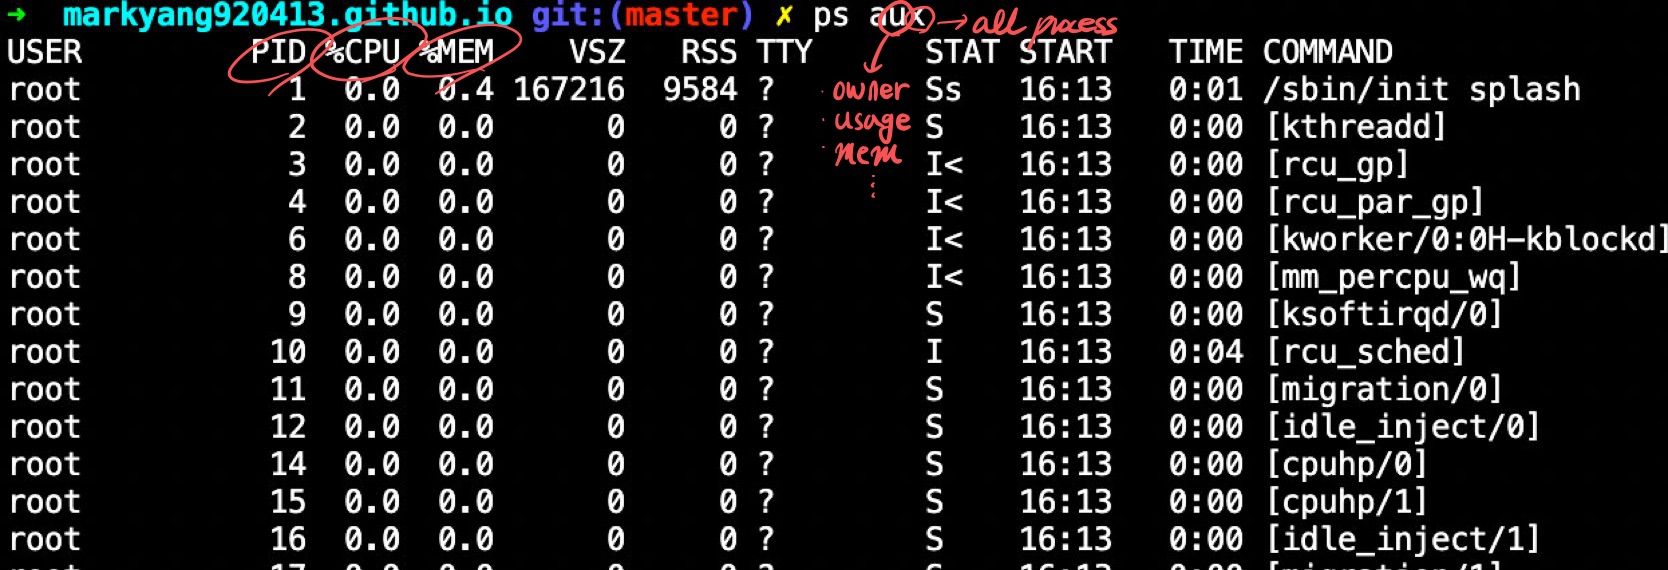 ➜ markyang920413.github.io git:(master) ✗ ps aux → all process
USER PID %CPU %MEM VSZ RSS TTY STAT START TIME COMMAND
root 1 0.0 0.4 167216 9584 ? Ss 16:13 0:01 /sbin/init splash
root 2 0.0 0.0 0 0 ? S 16:13 0:00 [kthreadd]
root 3 0.0 0.0 0 0 ? I< 16:13 0:00 [rcu_gp]
root 4 0.0 0.0 0 0 ? I< 16:13 0:00 [rcu_par_gp]
root 6 0.0 0.0 0 0 ? I< 16:13 0:00 [kworker/0:0H-kblockd]
root 8 0.0 0.0 0 0 ? I< 16:13 0:00 [mm_percpu_wq]
root 9 0.0 0.0 0 0 ? S 16:13 0:00 [ksoftirqd/0]
root 10 0.0 0.0 0 0 ? I 16:13 0:04 [rcu_sched]
root 11 0.0 0.0 0 0 ? S 16:13 0:00 [migration/0]
root 12 0.0 0.0 0 0 ? S 16:13 0:00 [idle_inject/0]
root 14 0.0 0.0 0 0 ? S 16:13 0:00 [cpuhp/0]
root 15 0.0 0.0 0 0 ? S 16:13 0:00 [cpuhp/1]
root 16 0.0 0.0 0 0 ? S 16:13 0:00 [idle_inject/1]
· owner
· usage
· mem